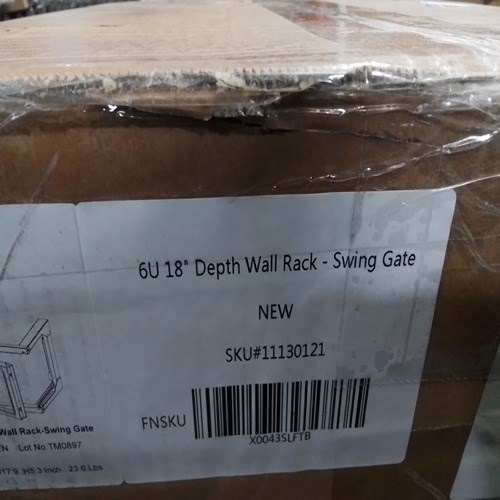 6U 18" Depth Wall Rack - Swing Gate
NEW
SKU#11130121
FNSKU
X0043SLFTB
Wall Rack-Swing Gate
Lot No TM0897
23.6 Lbs